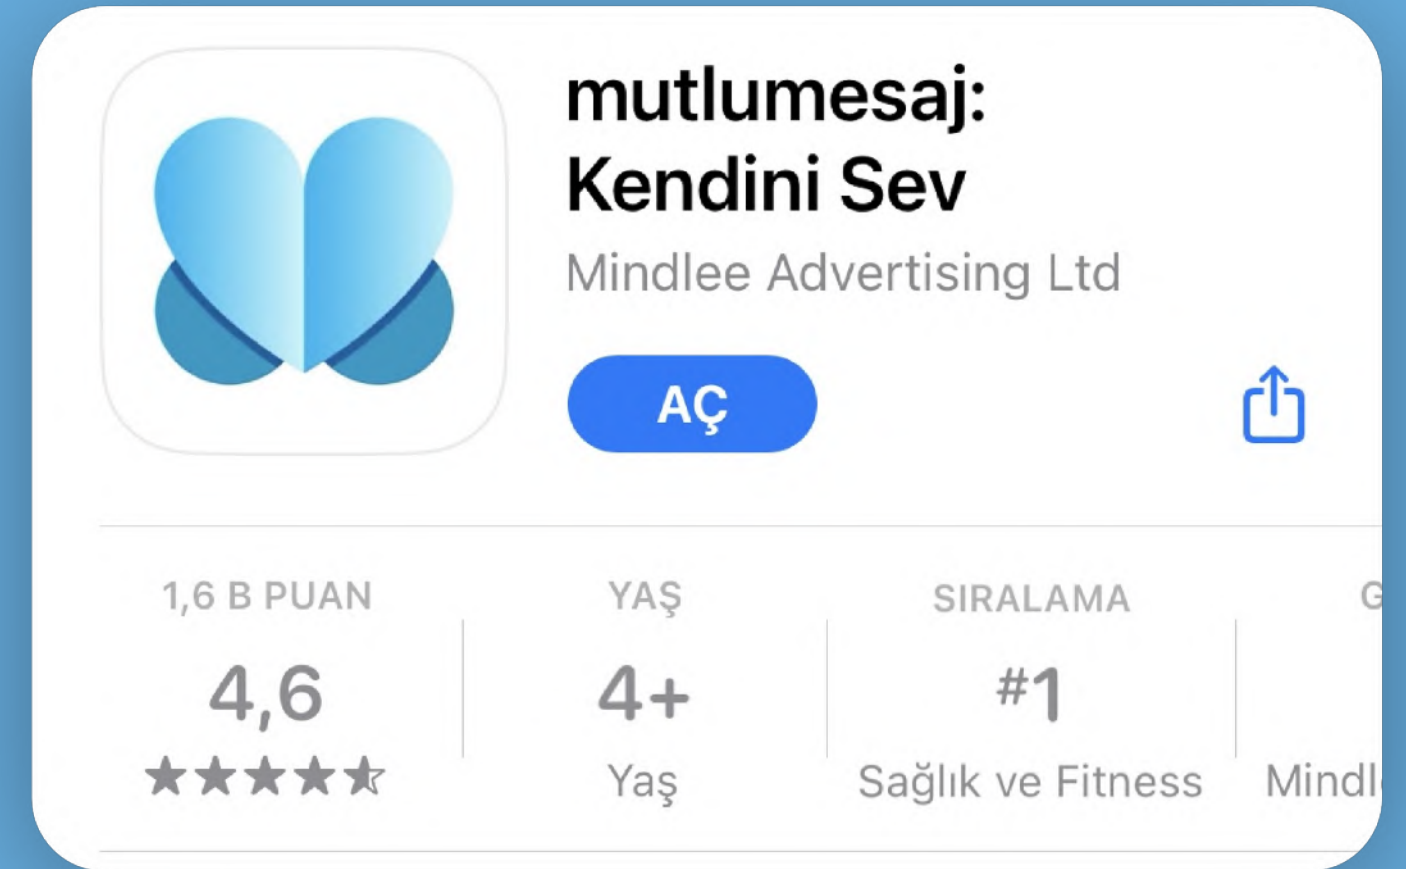 mutlumesaj:
Kendini Sev
Mindlee Advertising Ltd
AÇ
1,6 B PUAN
4,6
YAŞ
4+
Yaş
SIRALAMA
#1
Sağlık ve Fitness